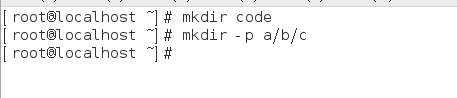 [root@localhost ~]# mkdir code
[root@localhost ~]# mkdir -p a/b/c
[root@localhost ~]#